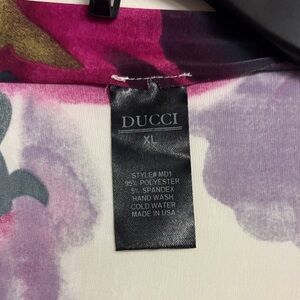 DUCCI
XL
STYLE# MD1
95% POLYESTER
5% SPANDEX
HAND WASH
COLD WATER
MADE IN USA